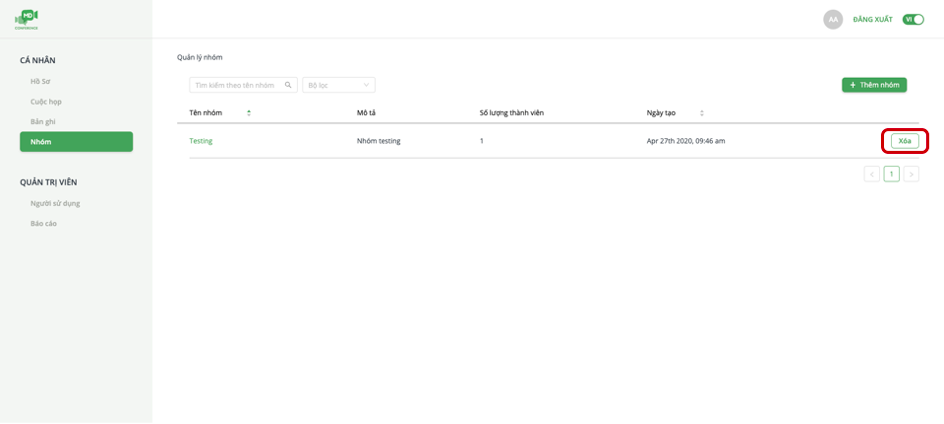 MD
CONFERENCE
AA
ĐĂNG XUẤT
VI
CÁ NHÂN
Hồ Sơ
Cuộc họp
Bản ghi
Nhóm
QUẢN TRỊ VIÊN
Người sử dụng
Báo cáo
Quản lý nhóm
Tìm kiếm theo tên nhóm
Bộ lọc
+ Thêm nhóm
Tên nhóm Mô tả Số lượng thành viên Ngày tạo
Testing Nhóm testing 1 Apr 27th 2020, 09:46 am Xóa
< 1 >